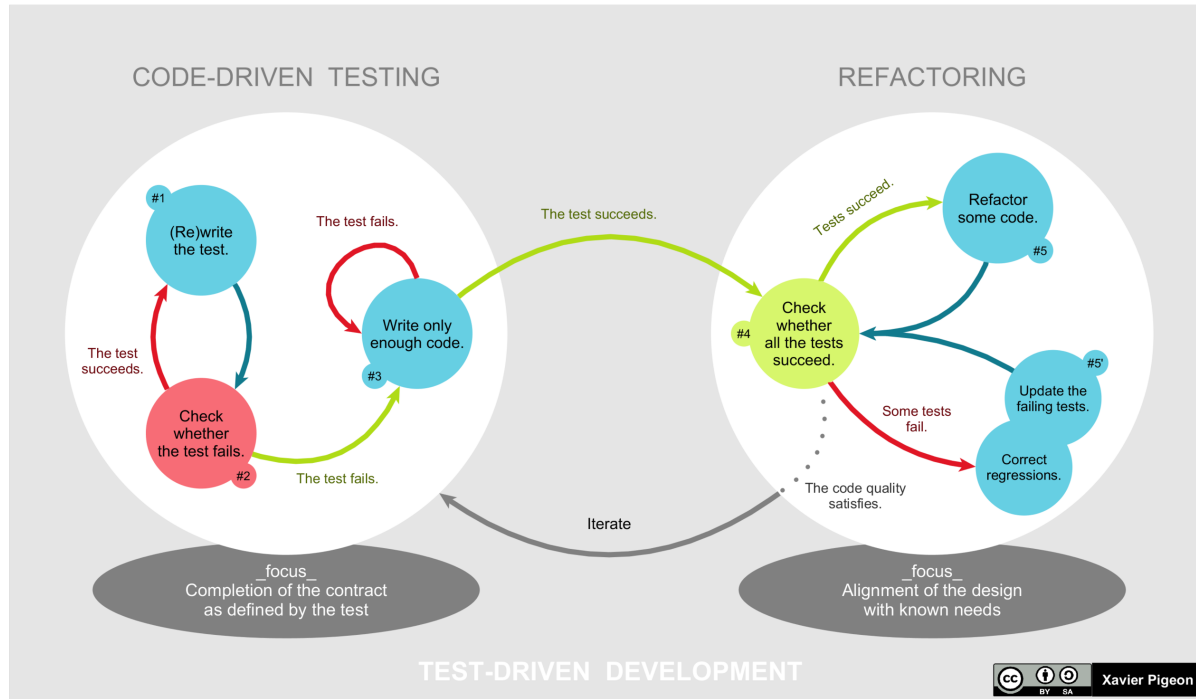 CODE-DRIVEN TESTING
REFACTORING
#1
(Re)write
the test.
The test fails.
The test succeeds.
Tests succeed.
Refactor
some code.
#5
Write only
enough code.
#3
#4
Check
whether
all the tests
succeed.
The test
succeeds.
Check
whether
the test fails.
#2
The test fails.
#5'
Update the
failing tests.
Some tests
fail.
Correct
regressions.
The code quality
satisfies.
Iterate
_focus_
Completion of the contract
as defined by the test
_focus_
Alignment of the design
with known needs
TEST-DRIVEN DEVELOPMENT
cc
BY SA
Xavier Pigeon